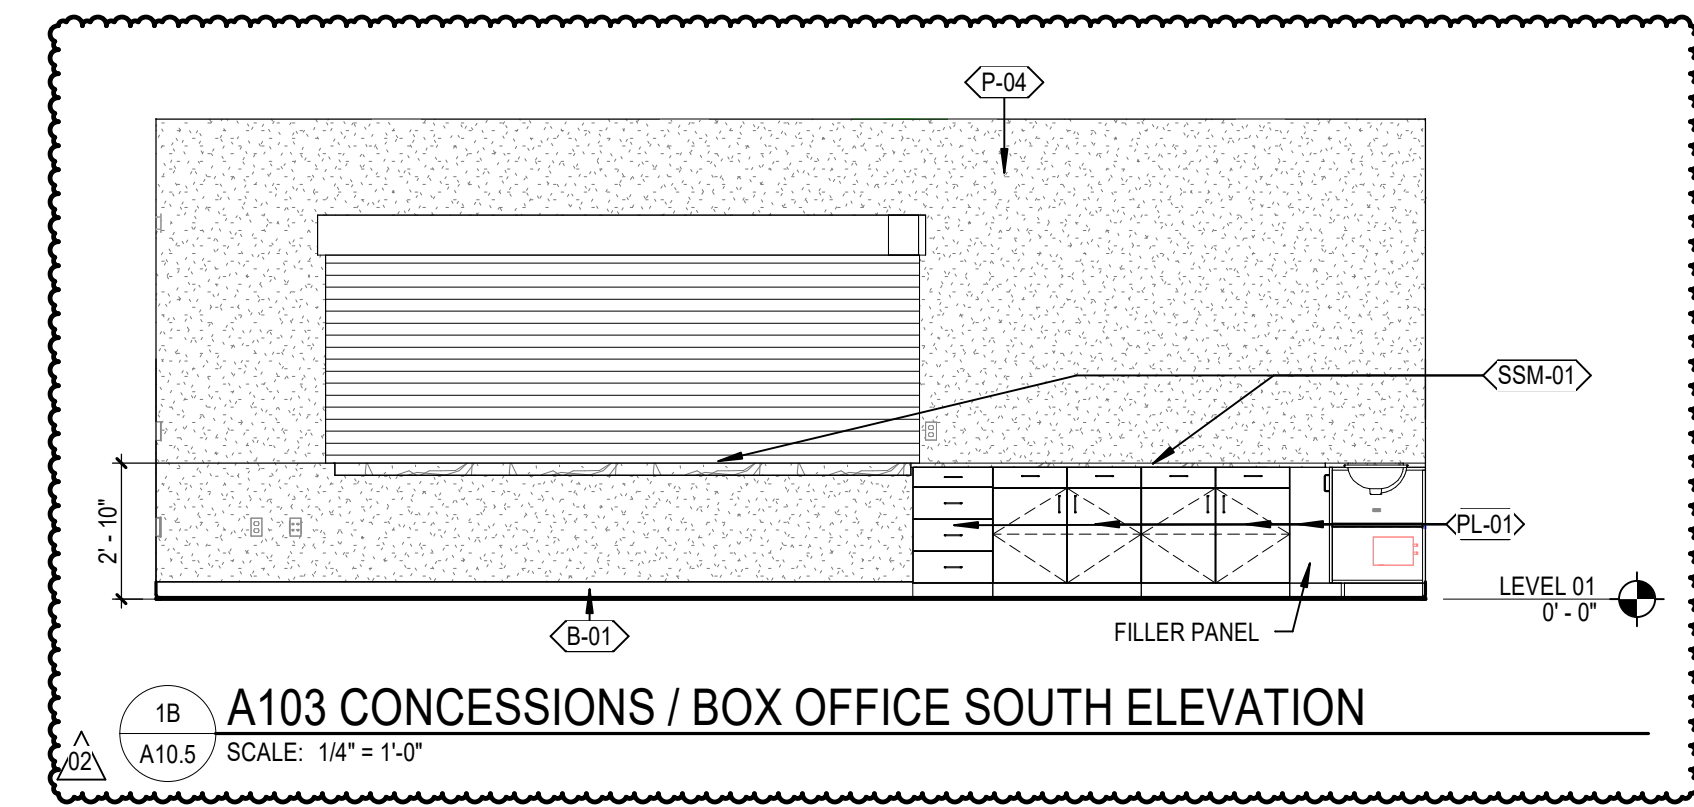 P-04
SSM-01
2' - 10"
PL-01
LEVEL 01
0' - 0"
B-01
FILLER PANEL
1B
A10.5
A103 CONCESSIONS / BOX OFFICE SOUTH ELEVATION
SCALE: 1/4" = 1'-0"
02